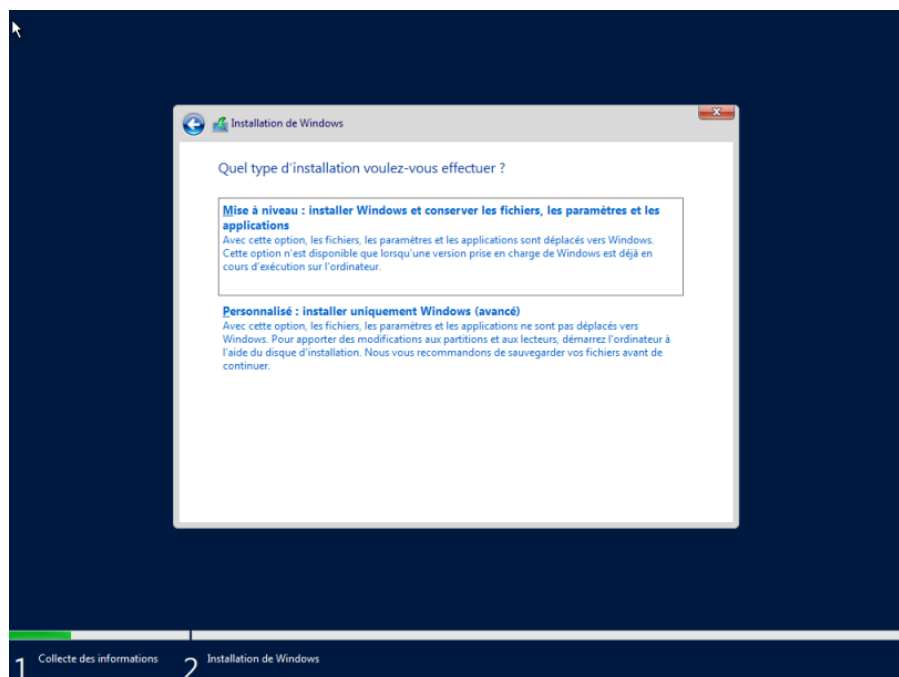 Installation de Windows
Quel type d'installation voulez-vous effectuer ?
Mise à niveau : installer Windows et conserver les fichiers, les paramètres et les
applications
Avec cette option, les fichiers, les paramètres et les applications sont déplacés vers Windows.
Cette option n'est disponible que lorsqu'une version prise en charge de Windows est déjà en
cours d'exécution sur l'ordinateur.
Personnalisé : installer uniquement Windows (avancé)
Avec cette option, les fichiers, les paramètres et les applications ne sont pas déplacés vers
Windows. Pour apporter des modifications aux partitions et aux lecteurs, démarrez l'ordinateur à
l'aide du disque d'installation. Nous vous recommandons de sauvegarder vos fichiers avant de
continuer.
1 Collecte des informations 2 Installation de Windows